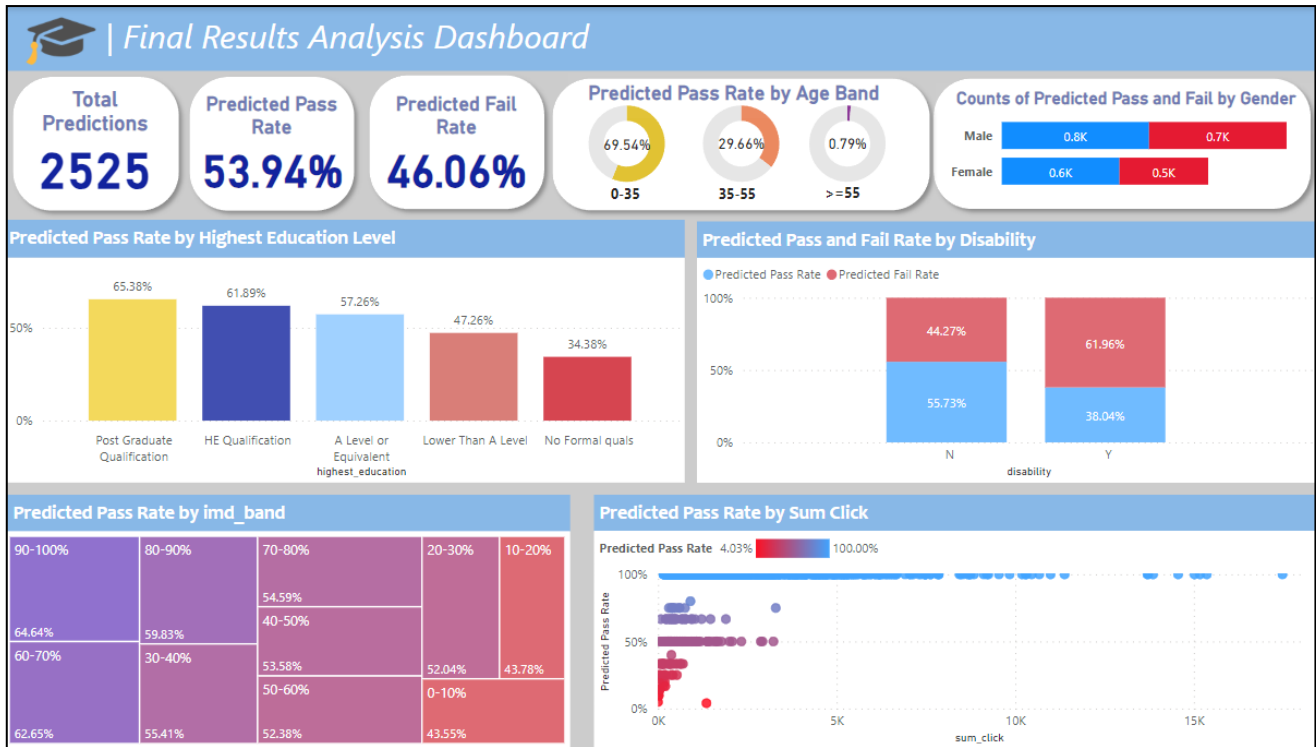 | Final Results Analysis Dashboard
Total
Predictions
2525
Predicted Pass
Rate
53.94%
Predicted Fail
Rate
46.06%
Predicted Pass Rate by Age Band
69.54%
29.66%
0.79%
0-35
35-55
>=55
Counts of Predicted Pass and Fail by Gender
Male
0.8K
0.7K
Female
0.6K
0.5K
Predicted Pass Rate by Highest Education Level
65.38%
61.89%
57.26%
47.26%
34.38%
50%
0%
Post Graduate
Qualification
HE Qualification
A Level or
Equivalent
Lower Than A Level
No Formal quals
highest_education
Predicted Pass and Fail Rate by Disability
Predicted Pass Rate
Predicted Fail Rate
100%
50%
0%
44.27%
55.73%
61.96%
38.04%
N
Y
disability
Predicted Pass Rate by imd_band
90-100%
64.64%
60-70%
62.65%
80-90%
59.83%
30-40%
55.41%
70-80%
54.59%
40-50%
53.58%
50-60%
52.38%
20-30%
52.04%
10-20%
43.78%
0-10%
43.55%
Predicted Pass Rate by Sum Click
Predicted Pass Rate 4.03% 100.00%
Predicted Pass Rate
100%
50%
0%
0K
5K
10K
15K
sum_click